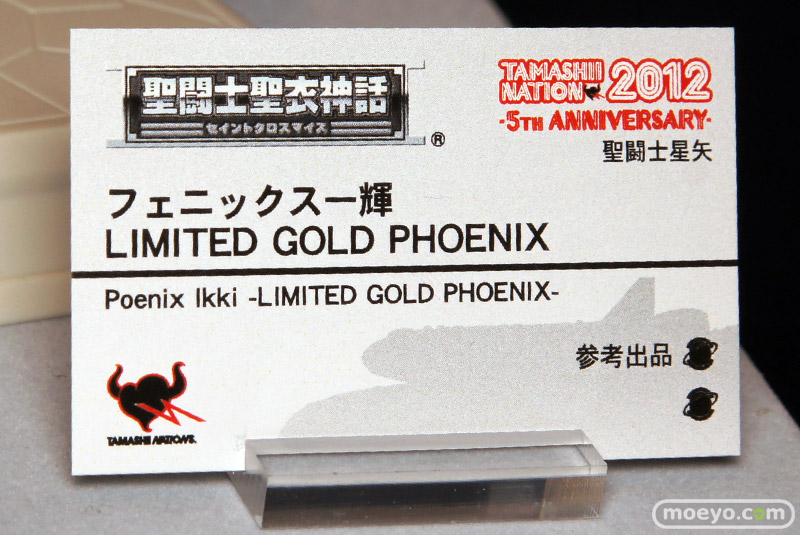 聖闘士聖衣神話
セイントクロスマイス
®
TAMASHII
NATION 2012
-5TH ANNIVERSARY-
聖闘士星矢
フェニックス一輝
LIMITED GOLD PHOENIX
Poenix Ikki -LIMITED GOLD PHOENIX-
参考出品
TAMASHII NATIONS.
moeyo.com